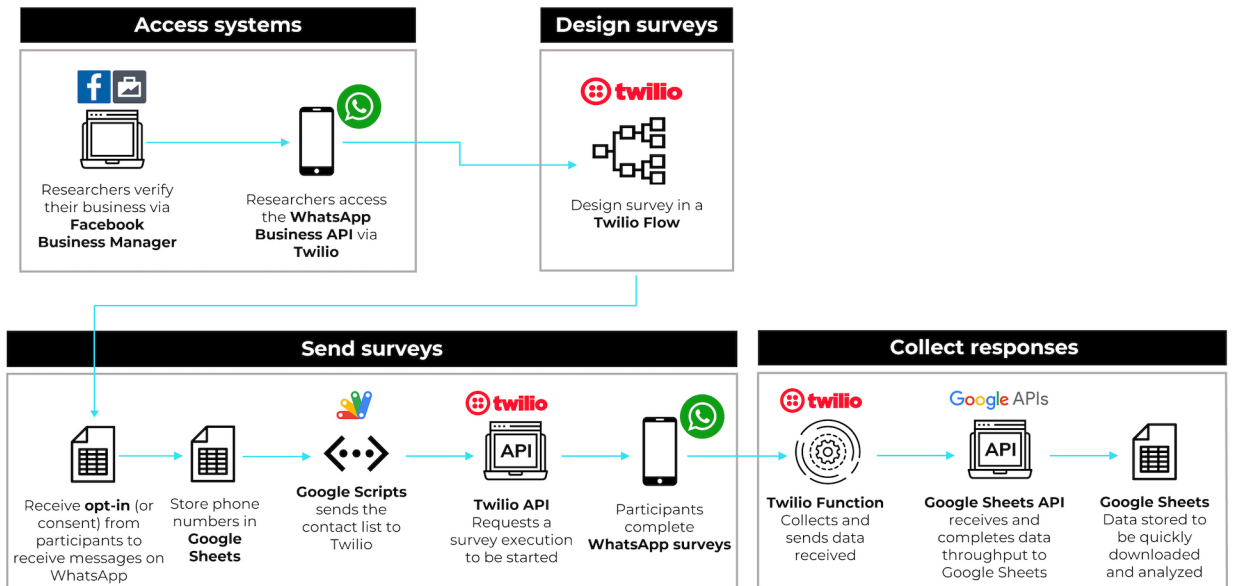 Access systems
Researchers verify
their business via
Facebook
Business Manager
Researchers access
the WhatsApp
Business API via
Twilio
Design surveys
twilio
Design survey in a
Twilio Flow
Send surveys
Receive opt-in (or
consent) from
participants to
receive messages on
WhatsApp
Store phone
numbers in
Google
Sheets
Google Scripts
sends the
contact list to
Twilio
twilio
API
Twilio API
Requests a
survey execution
to be started
Participants
complete
WhatsApp surveys
Collect responses
twilio
Twilio Function
Collects and
sends data
received
Google APIs
API
Google Sheets API
receives and
completes data
throughput to
Google Sheets
Google Sheets
Data stored to
be quickly
downloaded
and analyzed